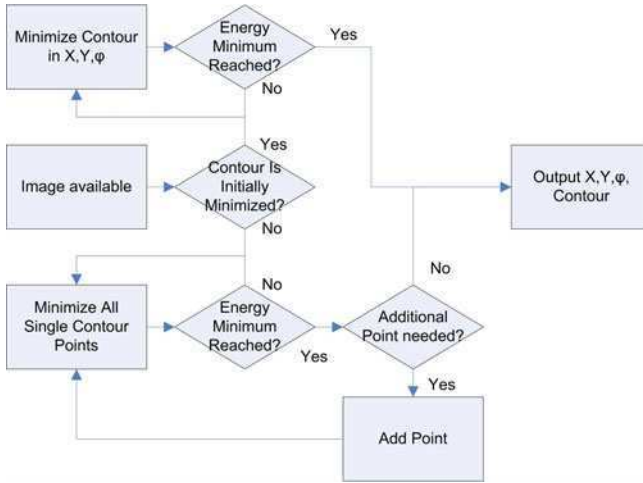 Minimize Contour
in X,Y,φ
Energy
Minimum
Reached?
Yes
No
Yes
Image available
Contour Is
Initially
Minimized?
Output X,Y,φ,
Contour
No
No
No
Minimize All
Single Contour
Points
Energy
Minimum
Reached?
Yes
Additional
Point needed?
Yes
Add Point